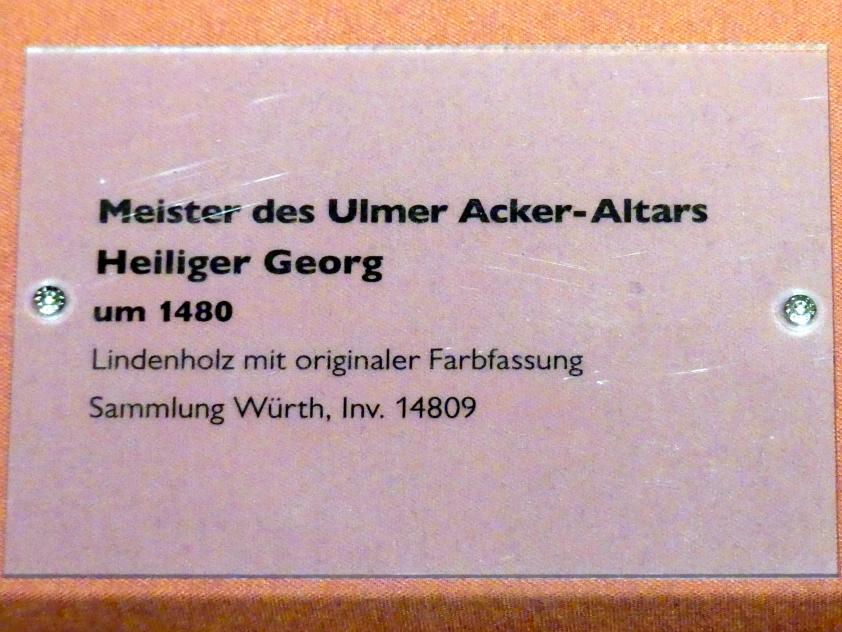 Meister des Ulmer Acker-Altars
Heiliger Georg
um 1480
Lindenholz mit originaler Farbfassung
Sammlung Würth, Inv. 14809